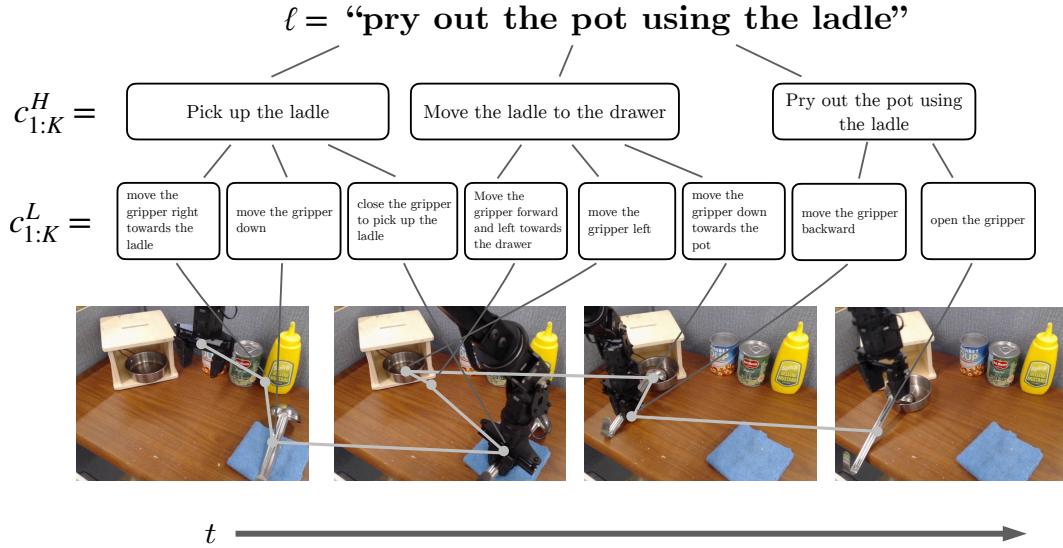 ℓ = “pry out the pot using the ladle”
c^H_{1:K} =
Pick up the ladle
Move the ladle to the drawer
Pry out the pot using
the ladle
c^L_{1:K} =
move the
gripper right
towards the
ladle
move the gripper
down
close the gripper
to pick up the
ladle
Move the
gripper forward
and left towards
the drawer
move the
gripper left
move the
gripper down
towards the
pot
move the gripper
backward
open the gripper
SOUP
t